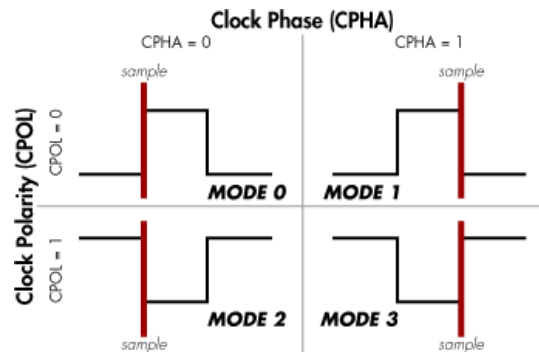 Clock Phase (CPHA)
CPHA = 0
CPHA = 1
sample
sample
Clock Polarity (CPOL)
CPOL = 0
MODE 0
MODE 1
CPOL = 1
MODE 2
MODE 3
sample
sample